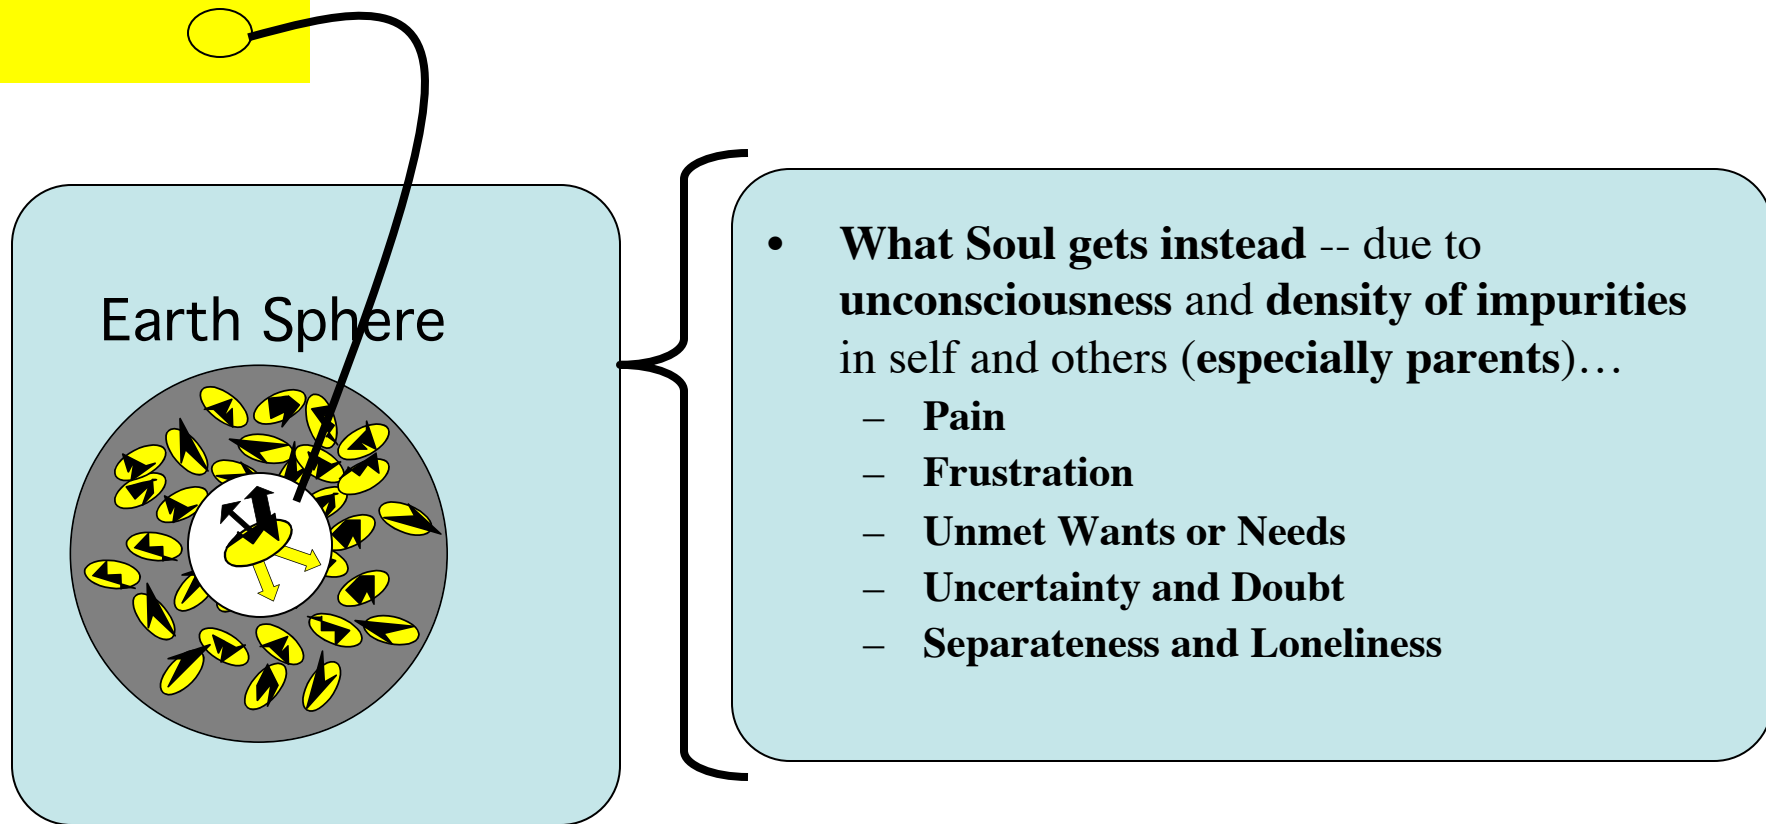 Earth Sphere
• What Soul gets instead -- due to
unconsciousness and density of impurities
in self and others (especially parents)…
– Pain
– Frustration
– Unmet Wants or Needs
– Uncertainty and Doubt
– Separateness and Loneliness